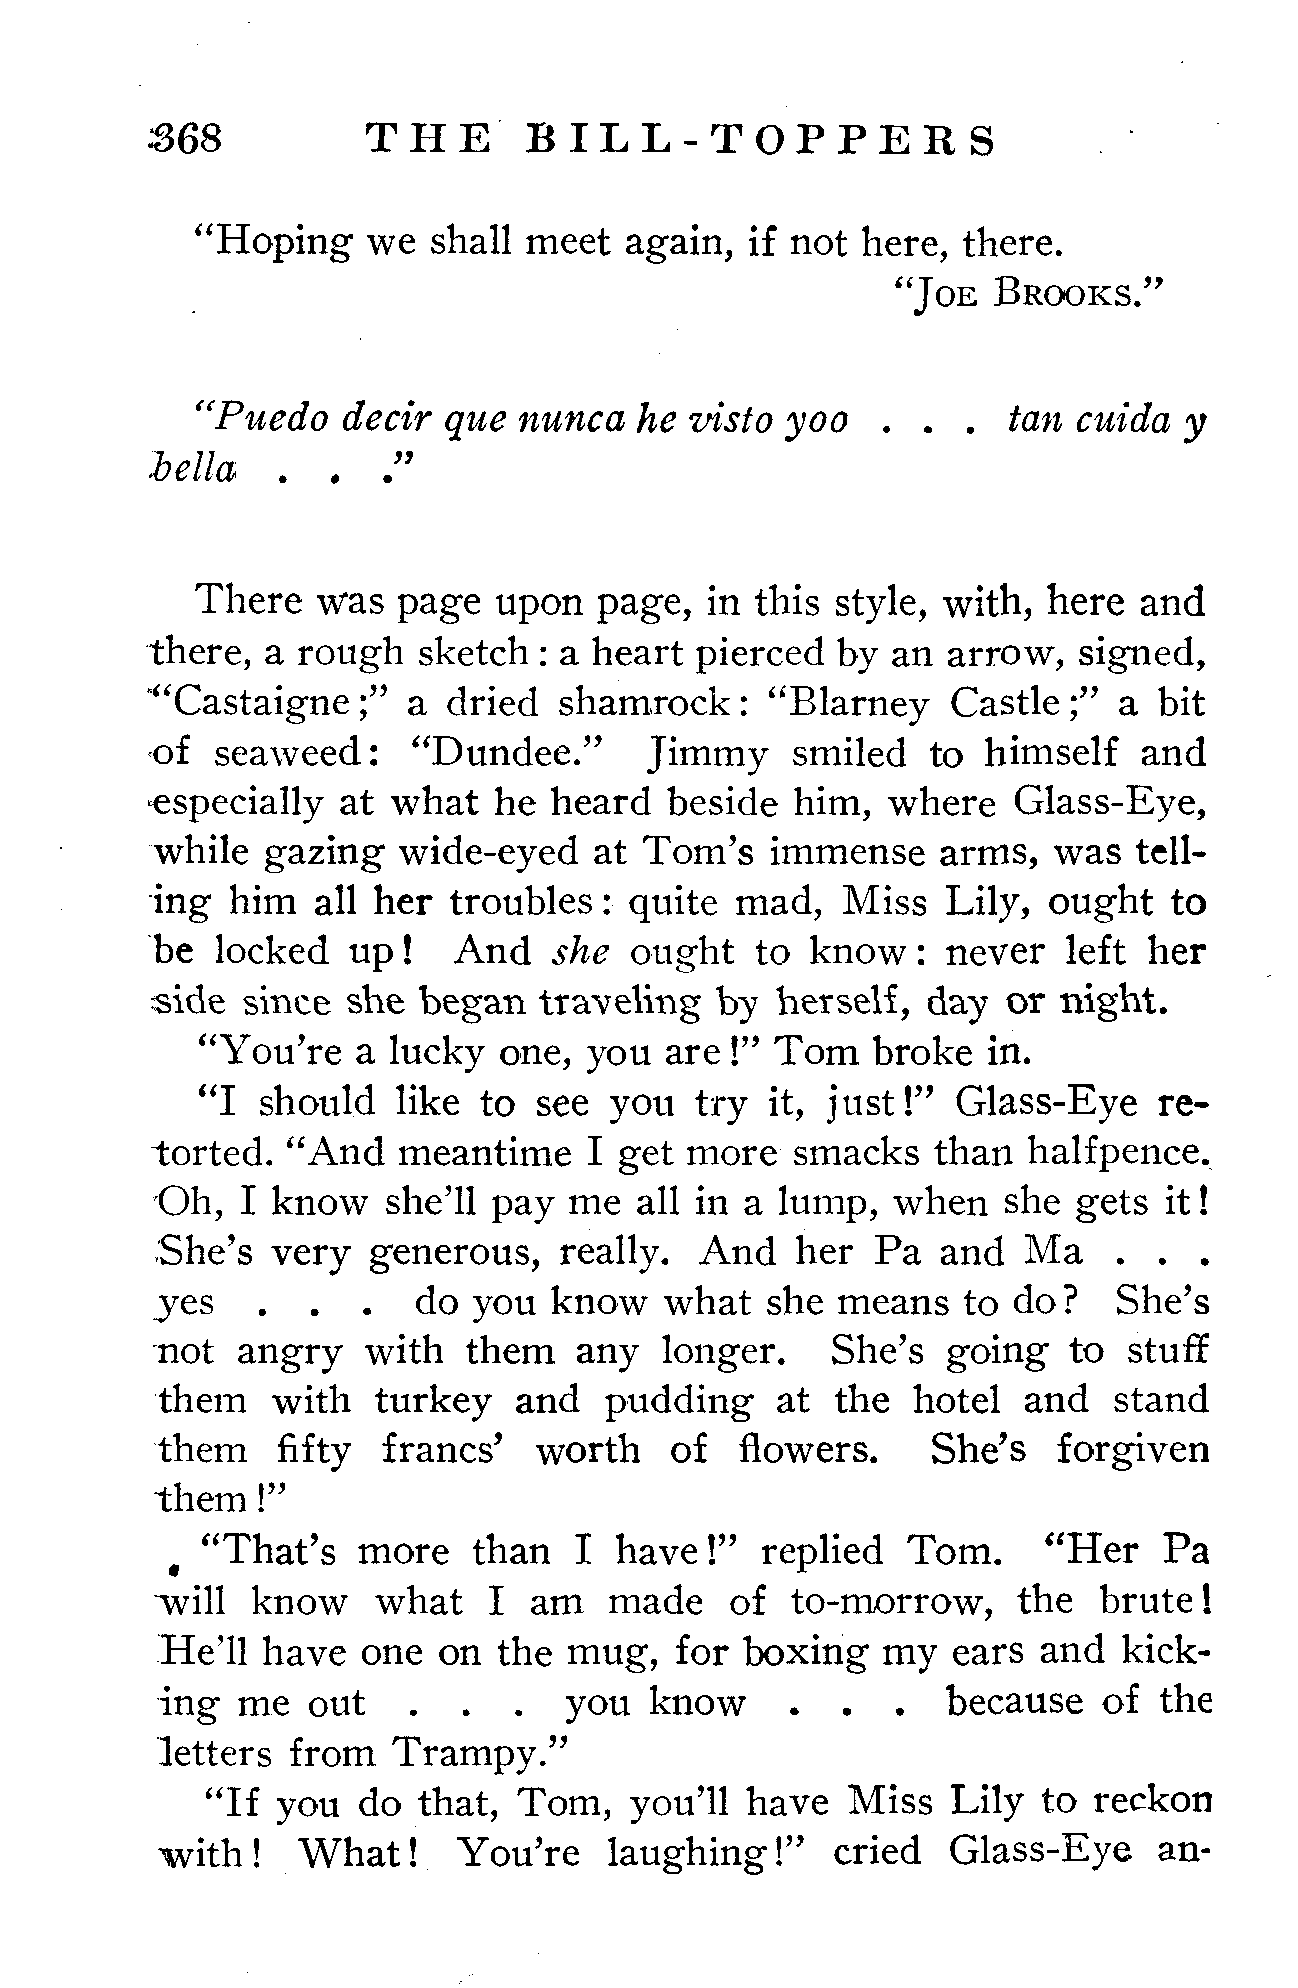 368 THE BILL-TOPPERS
"Hoping we shall meet again, if not here, there.
"JOE BROOKS."
"Puedo decir que nunca he visto yoo . . . tan cuida y
bella . . ."
There was page upon page, in this style, with, here and
there, a rough sketch: a heart pierced by an arrow, signed,
"Castaigne;" a dried shamrock: "Blarney Castle;" a bit
of seaweed: "Dundee." Jimmy smiled to himself and
especially at what he heard beside him, where Glass-Eye,
while gazing wide-eyed at Tom's immense arms, was tell-
ing him all her troubles: quite mad, Miss Lily, ought to
be locked up! And she ought to know: never left her
side since she began traveling by herself, day or night.
"You're a lucky one, you are!" Tom broke in.
"I should like to see you try it, just!" Glass-Eye re-
torted. "And meantime I get more smacks than halfpence.
Oh, I know she'll pay me all in a lump, when she gets it!
She's very generous, really. And her Pa and Ma . . .
yes . . . do you know what she means to do? She's
not angry with them any longer. She's going to stuff
them with turkey and pudding at the hotel and stand
them fifty francs' worth of flowers. She's forgiven
them!"
"That's more than I have!" replied Tom. "Her Pa
will know what I am made of to-morrow, the brute!
He'll have one on the mug, for boxing my ears and kick-
ing me out . . . you know . . . because of the
letters from Trampy."
"If you do that, Tom, you'll have Miss Lily to reckon
with! What! You're laughing!" cried Glass-Eye an-